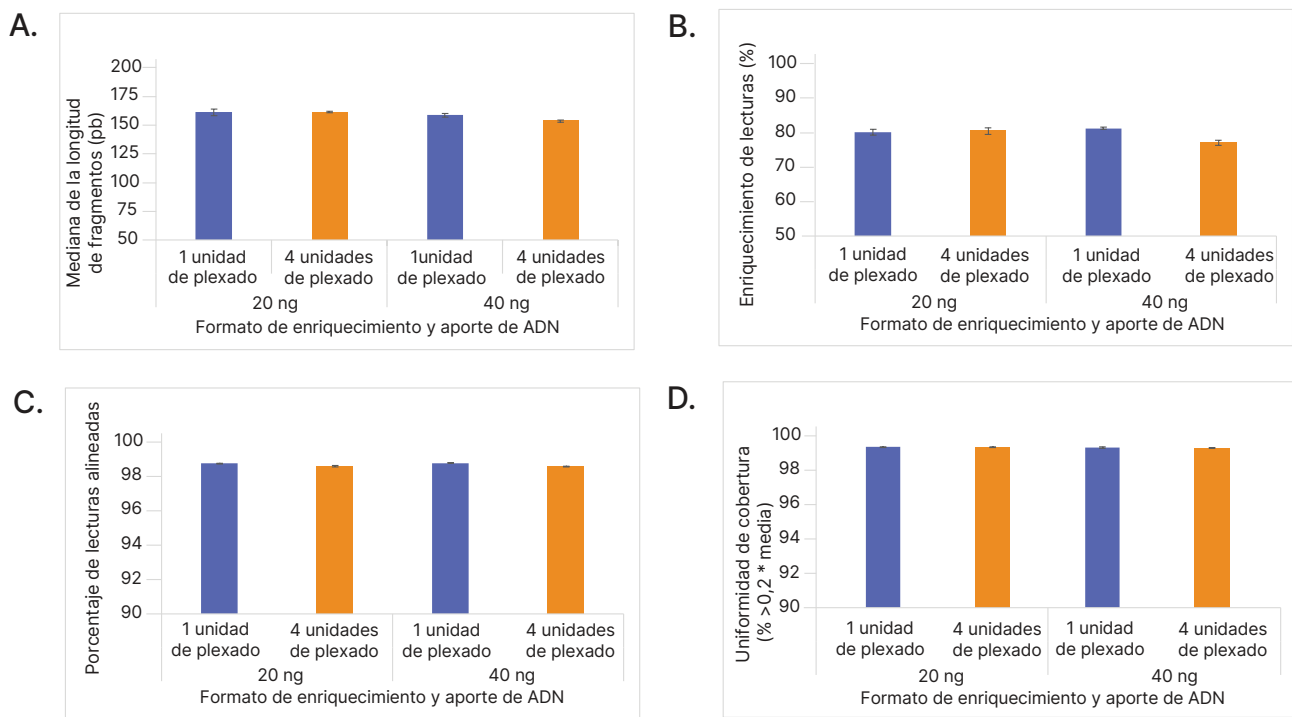 A.
Mediana de la longitud
de fragmentos (pb)
200
175
150
125
100
75
50
1 unidad
de plexado
4 unidades
de plexado
1unidad
de plexado
4 unidades
de plexado
20 ng
40 ng
Formato de enriquecimiento y aporte de ADN
B.
Enriquecimiento de lecturas (%)
100
90
80
70
60
50
1 unidad
de plexado
4 unidades
de plexado
1 unidad
de plexado
4 unidades
de plexado
20 ng
40 ng
Formato de enriquecimiento y aporte de ADN
C.
Porcentaje de lecturas alineadas
100
98
96
94
92
90
1 unidad
de plexado
4 unidades
de plexado
1 unidad
de plexado
4 unidades
de plexado
20 ng
40 ng
Formato de enriquecimiento y aporte de ADN
D.
Uniformidad de cobertura
(% >0,2 * media)
100
98
96
94
92
90
1 unidad
de plexado
4 unidades
de plexado
1 unidad
de plexado
4 unidades
de plexado
20 ng
40 ng
Formato de enriquecimiento y aporte de ADN